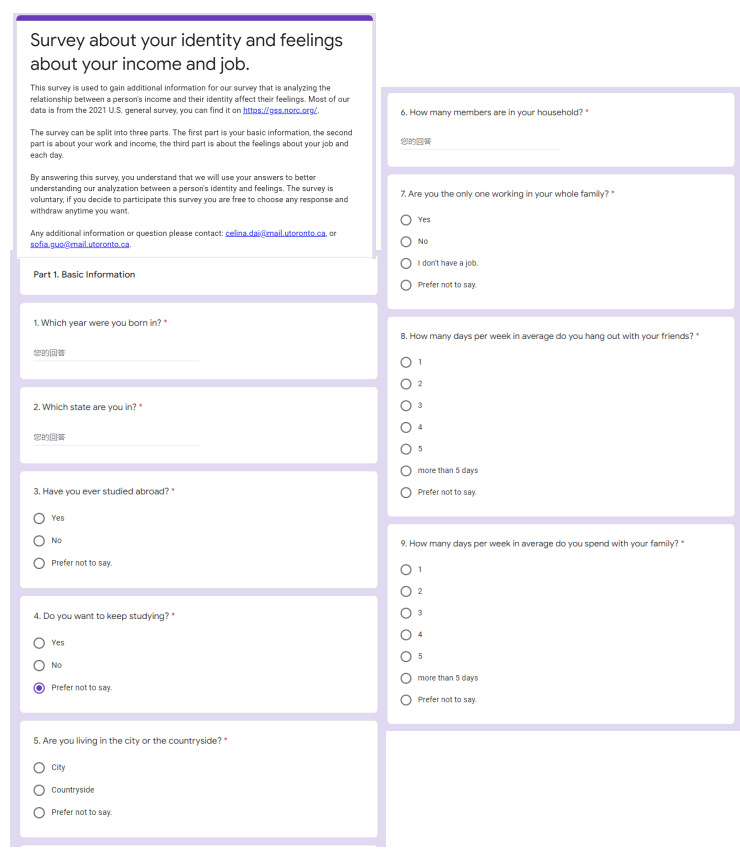 Survey about your identity and feelings
about your income and job.
This survey is used to gain additional information for our survey that is analyzing the
relationship between a person's income and their identity affect their feelings. Most of our
data is from the 2021 U.S. general survey, you can find it on https://gss.norc.org/.
The survey can be split into three parts. The first part is your basic information, the second
part is about your work and income, the third part is about the feelings about your job and
each day.
By answering this survey, you understand that we will use your answers to better
understanding our analyzation between a person's identity and feelings. The survey is
voluntary, if you decide to participate this survey you are free to choose any response and
withdraw anytime you want.
Any additional information or question please contact: celina.dai@mail.utoronto.ca, or
sofia.guo@mail.utoronto.ca.
Part 1. Basic Information
1. Which year were you born in? *
您的回答
2. Which state are you in? *
您的回答
3. Have you ever studied abroad? *
Yes
No
Prefer not to say.
4. Do you want to keep studying? *
Yes
No
Prefer not to say.
5. Are you living in the city or the countryside? *
City
Countryside
Prefer not to say.
6. How many members are in your household? *
您的回答
7. Are you the only one working in your whole family? *
Yes
No
I don't have a job.
Prefer not to say.
8. How many days per week in average do you hang out with your friends? *
1
2
3
4
5
more than 5 days
Prefer not to say.
9. How many days per week in average do you spend with your family? *
1
2
3
4
5
more than 5 days
Prefer not to say.